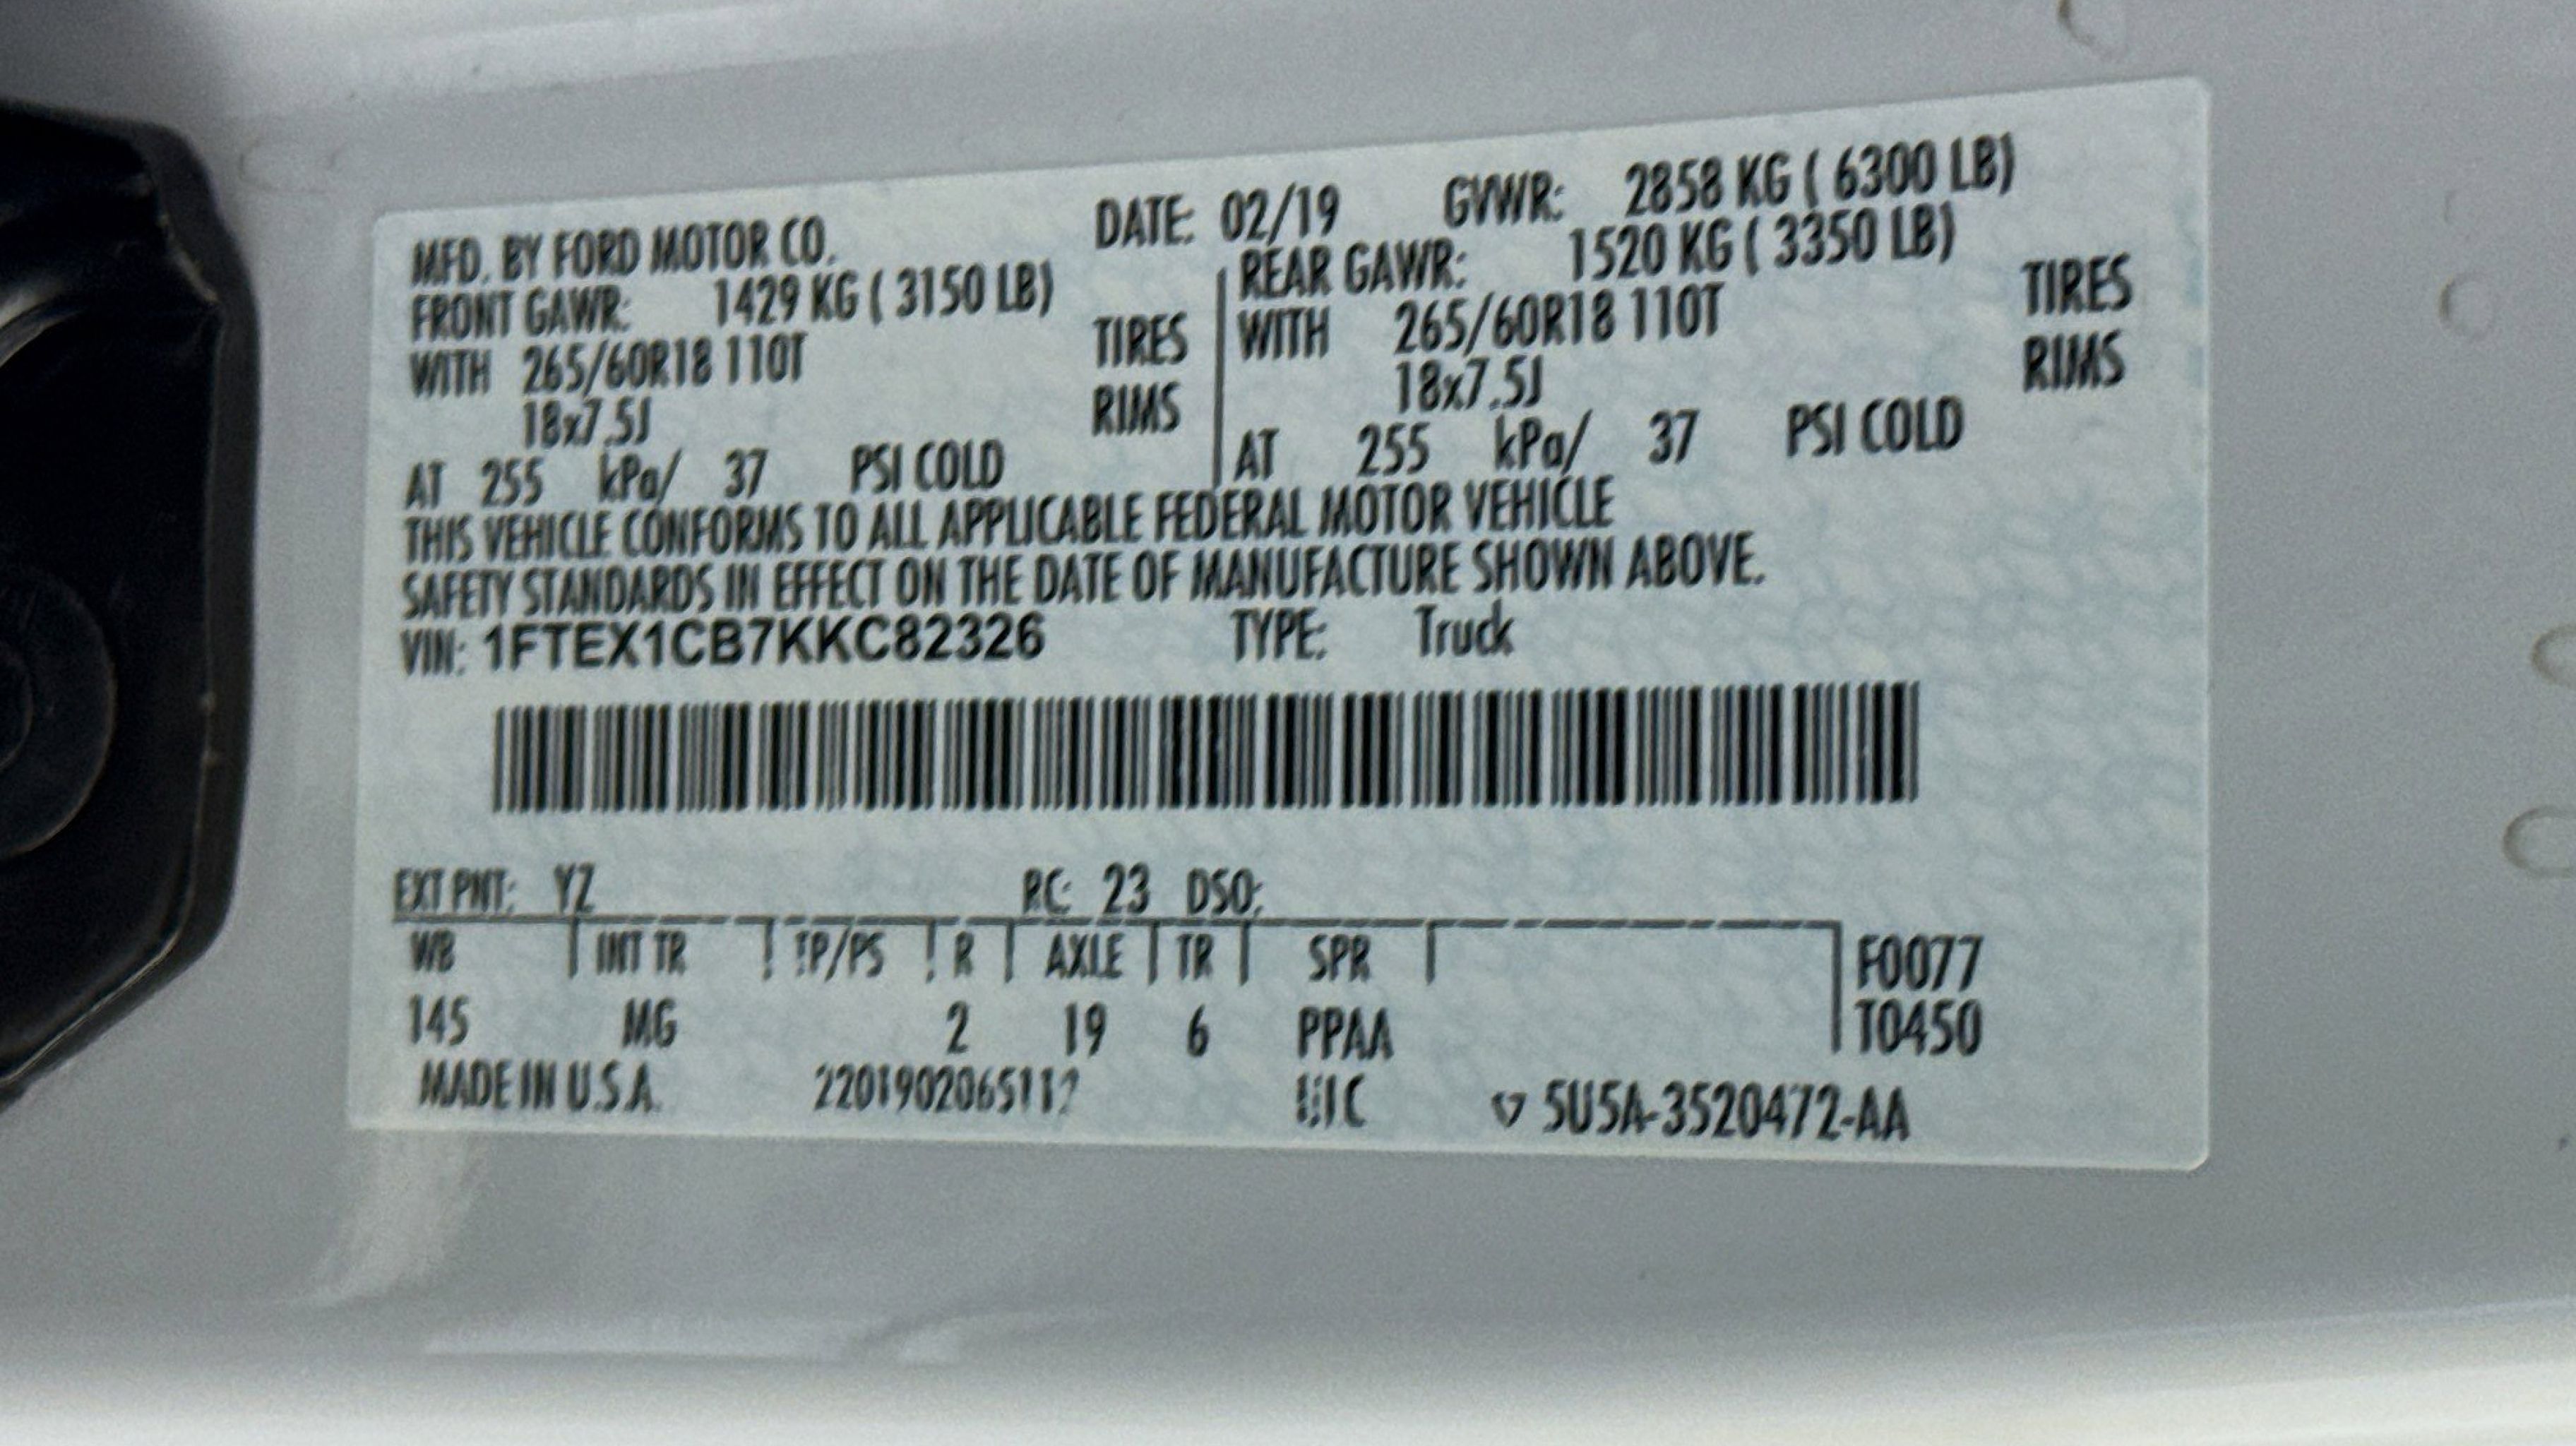 MFD. BY FORD MOTOR CO. DATE: 02/19 GVWR: 2858 KG ( 6300 LB)
FRONT GAWR: 1429 KG ( 3150 LB) REAR GAWR: 1520 KG ( 3350 LB)
WITH 265/60R18 110T TIRES WITH 265/60R18 110T TIRES
18x7.5J RIMS 18x7.5J RIMS
AT 255 kPa/ 37 PSI COLD AT 255 kPa/ 37 PSI COLD
THIS VEHICLE CONFORMS TO ALL APPLICABLE FEDERAL MOTOR VEHICLE
SAFETY STANDARDS IN EFFECT ON THE DATE OF MANUFACTURE SHOWN ABOVE.
VIN: 1FTEX1CB7KKC82326 TYPE: Truck
EXT PNT: YZ RC: 23 DSO:
WB INT TR TP/PS R AXLE TR SPR F0077
145 MG 2 19 6 PPAA T0450
MADE IN U.S.A. 5U5A-3520472-AA